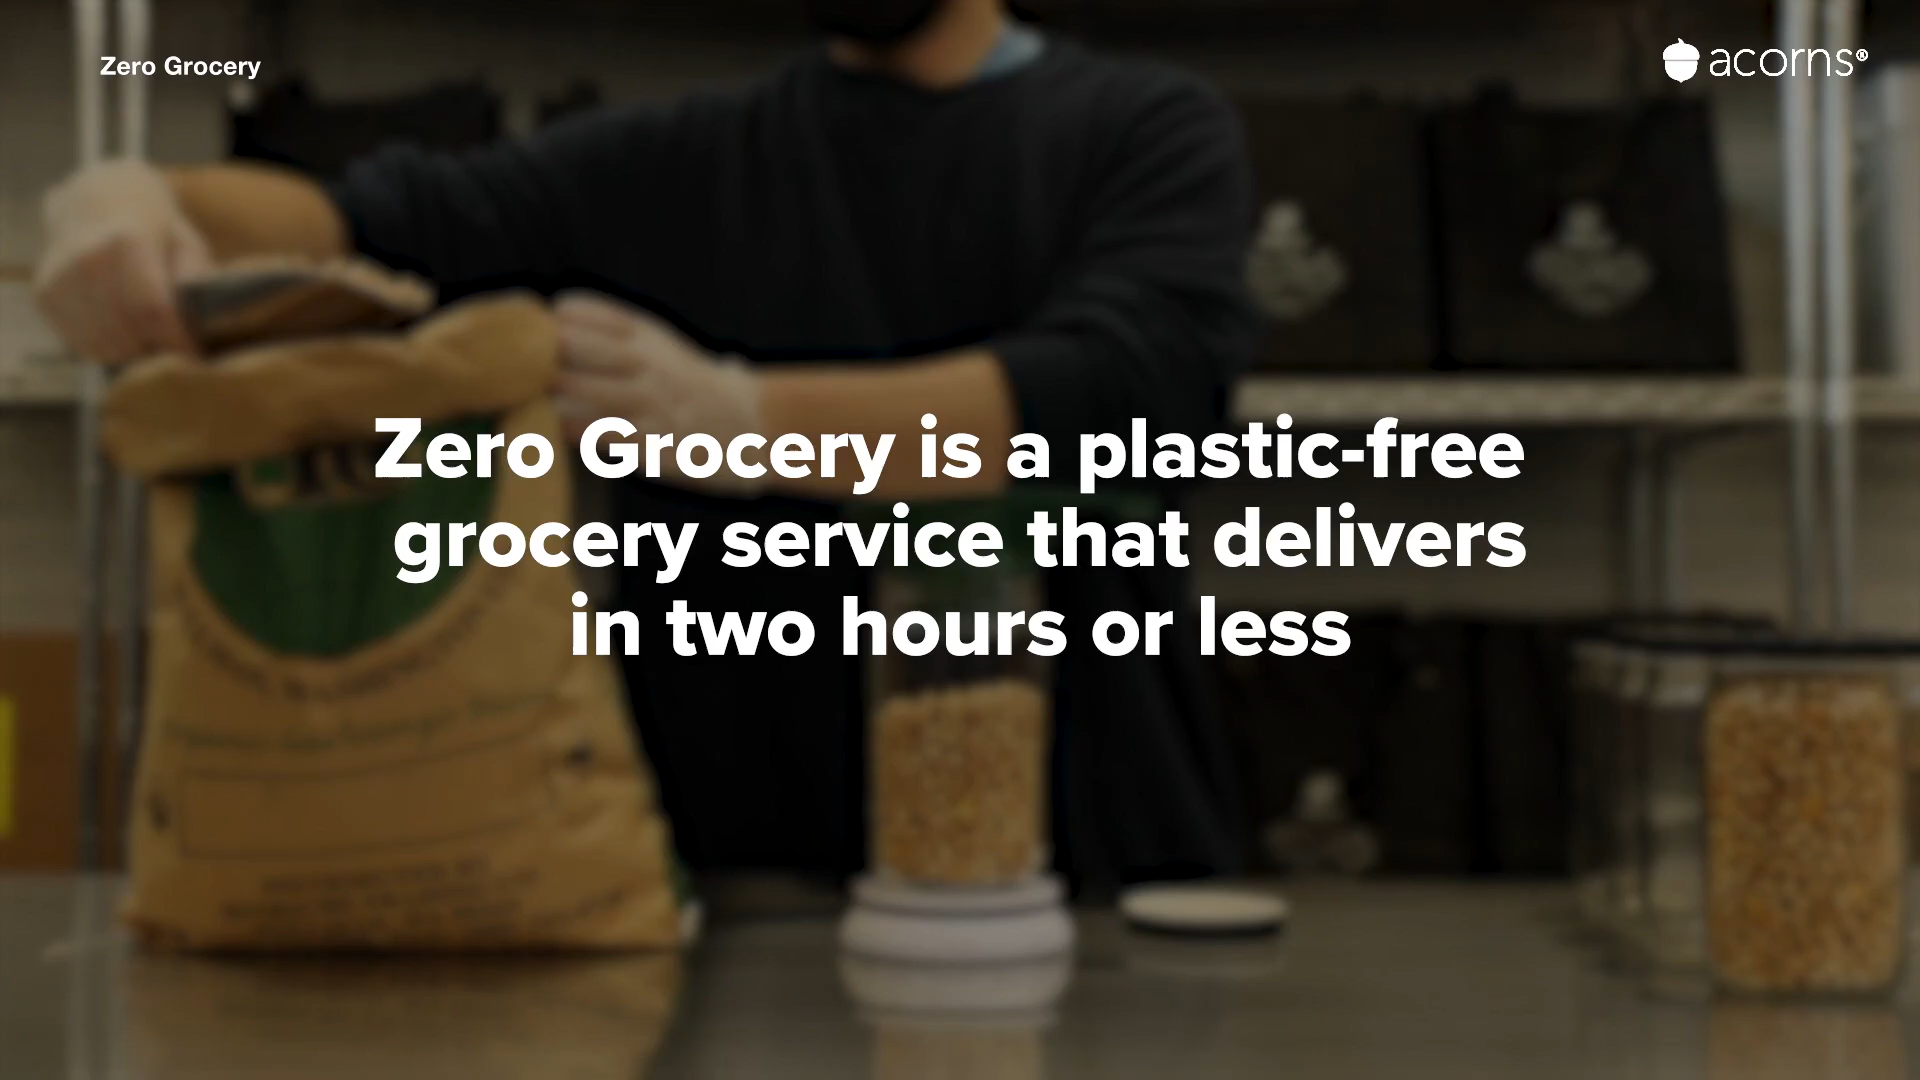 Zero Grocery
acorns®
Zero Grocery is a plastic-free
grocery service that delivers
in two hours or less